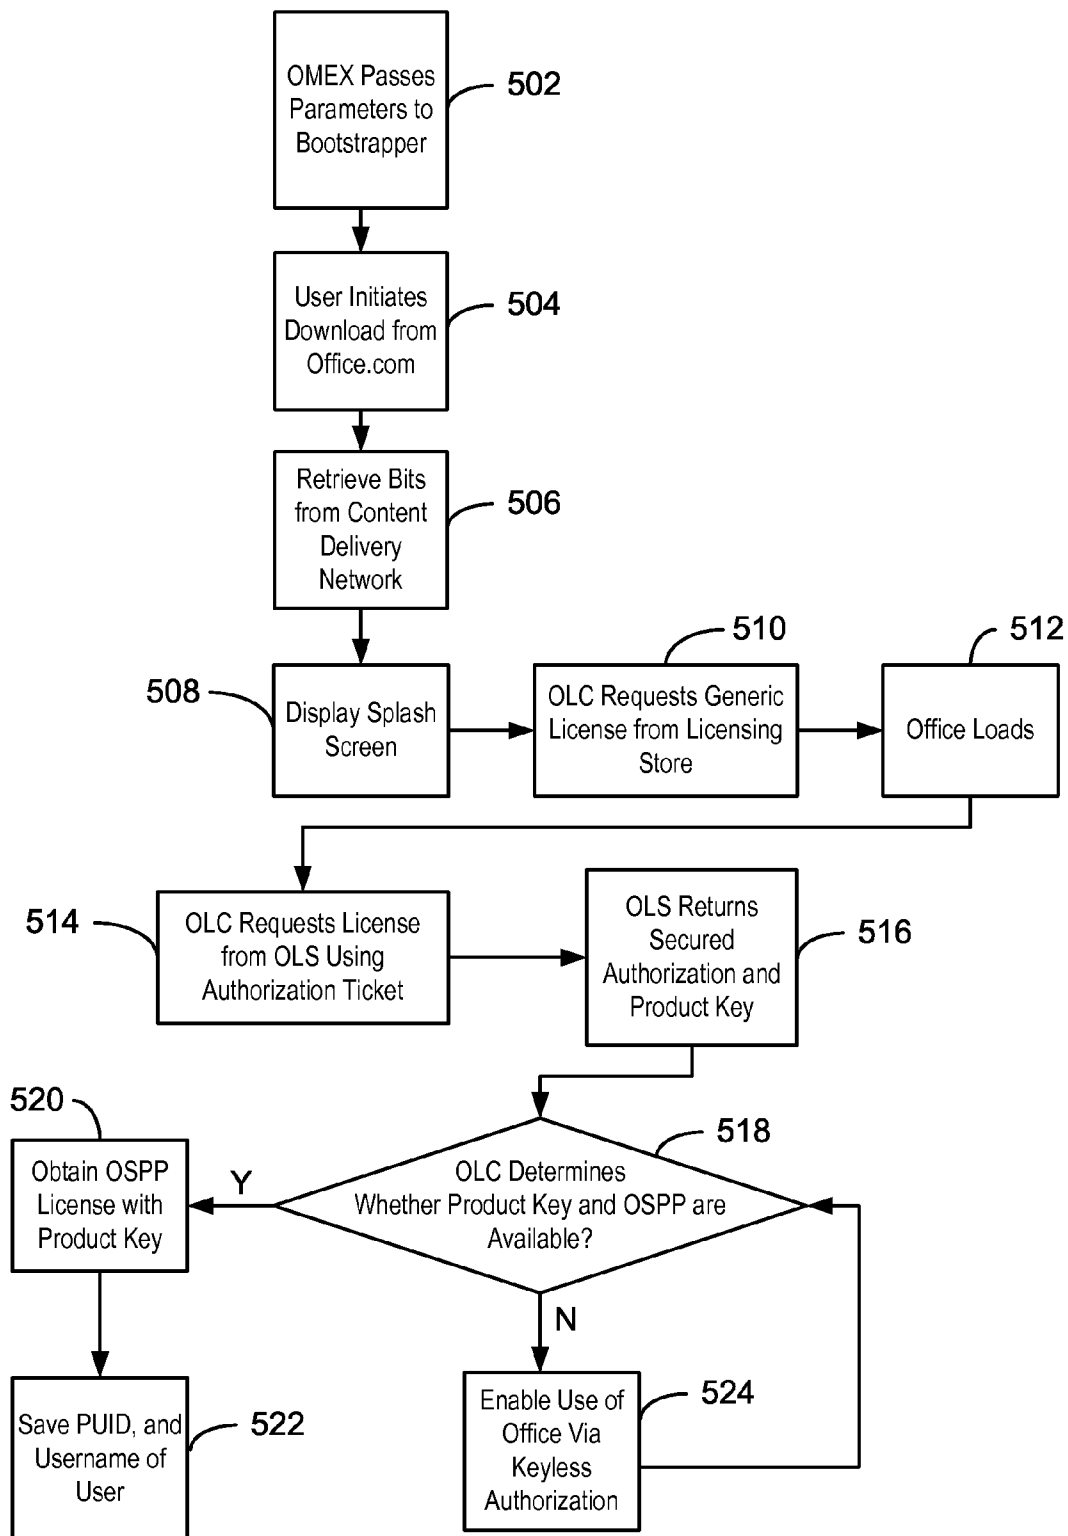 OMEX Passes
Parameters to
Bootstrapper
502
User Initiates
Download from
Office.com
504
Retrieve Bits
from Content
Delivery
Network
506
508
Display Splash
Screen
510
OLC Requests Generic
License from Licensing
Store
512
Office Loads
514
OLC Requests License
from OLS Using
Authorization Ticket
OLS Returns
Secured
Authorization and
Product Key
516
518
OLC Determines
Whether Product Key and OSPP are
Available?
Y
520
Obtain OSPP
License with
Product Key
N
Save PUID, and
Username of
User
522
Enable Use of
Office Via
Keyless
Authorization
524